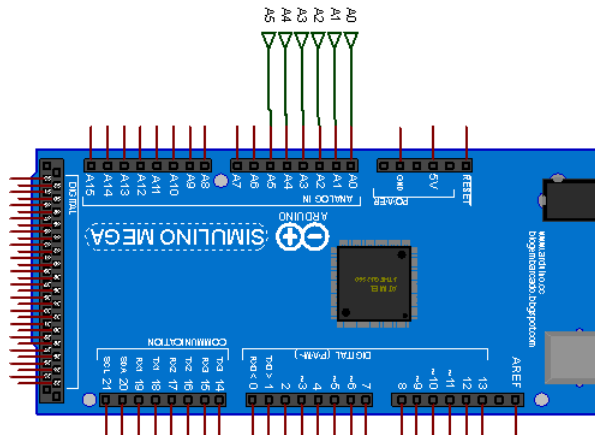 A5 A4 A3 A2 A1 A0
A15 A14 A13 A12 A11 A10 A9 A8
A7 A6 A5 A4 A3 A2 A1 A0
GND 5V RESET
ANALOG IN
POWER
DIGITAL
SIMULINO MEGA
ARDUINO
www.arduino.cc
blogembarcado.blogspot.com
ATMEL
COMMUNICATION
DIGITAL (PWM~)
SCL SDA RX1 TX1 RX2 TX2 RX3 TX3
21 20 19 18 17 16 15 14
RX0 < TX0 >
0 1 2 ~3 4 ~5 ~6 7
8 ~9 ~10 ~11 12 13 AREF